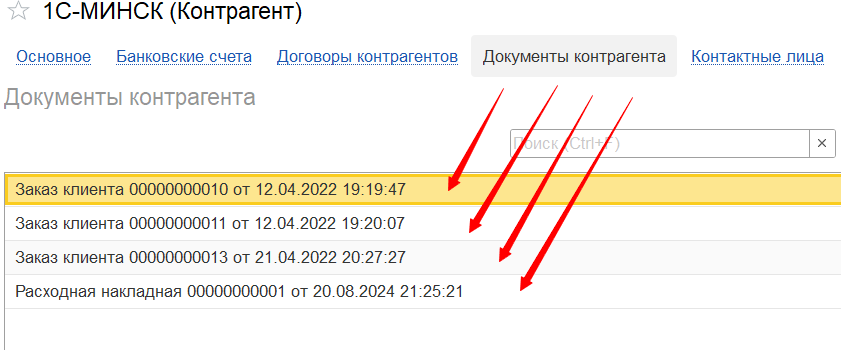 1С-МИНСК (Контрагент)
Основное Банковские счета Договоры контрагентов Документы контрагента Контактные лица
Документы контрагента
Поиск (Ctrl+F) ×
Заказ клиента 00000000010 от 12.04.2022 19:19:47
Заказ клиента 00000000011 от 12.04.2022 19:20:07
Заказ клиента 00000000013 от 21.04.2022 20:27:27
Расходная накладная 00000000001 от 20.08.2024 21:25:21